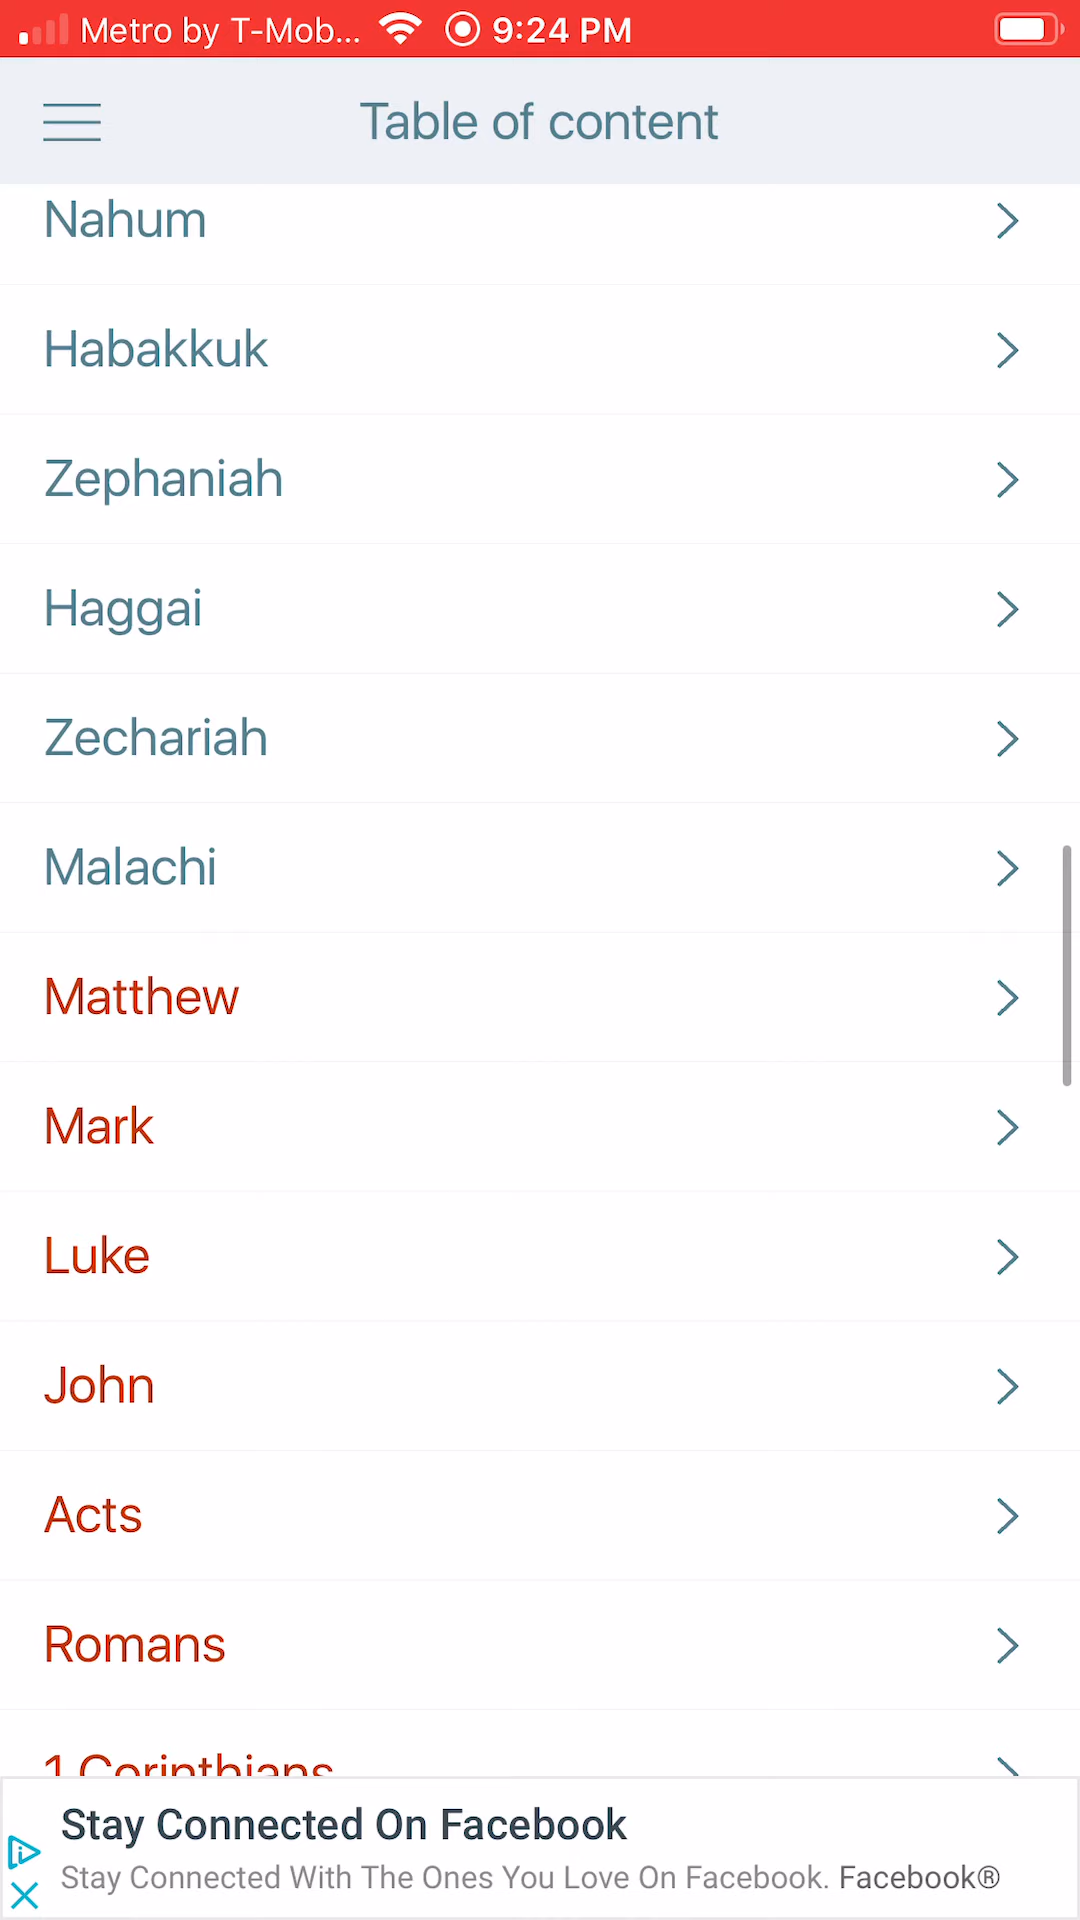 Metro by T-Mob... 9:24 PM
Table of content
Nahum
Habakkuk
Zephaniah
Haggai
Zechariah
Malachi
Matthew
Mark
Luke
John
Acts
Romans
1 Corinthians
Stay Connected On Facebook
Stay Connected With The Ones You Love On Facebook. Facebook®